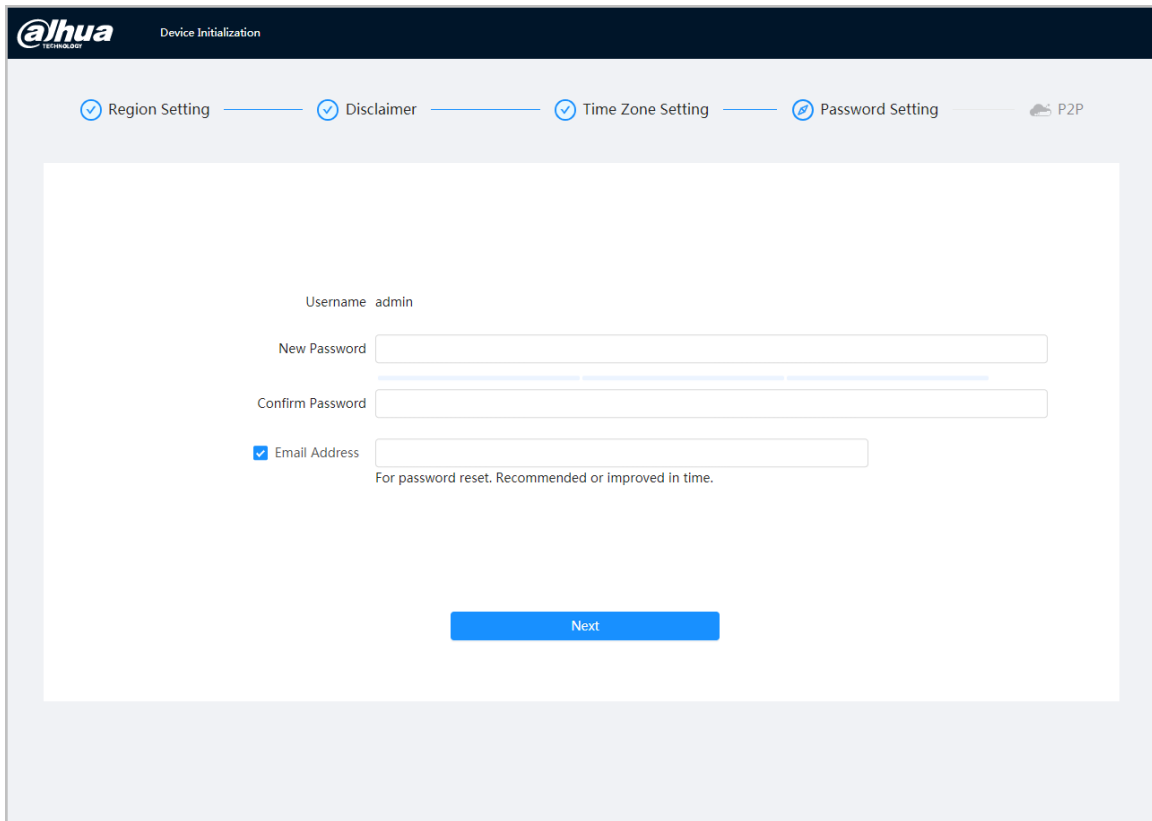 alhua
TECHNOLOGY
Device Initialization
Region Setting
Disclaimer
Time Zone Setting
Password Setting
P2P
Username admin
New Password
Confirm Password
Email Address
For password reset. Recommended or improved in time.
Next